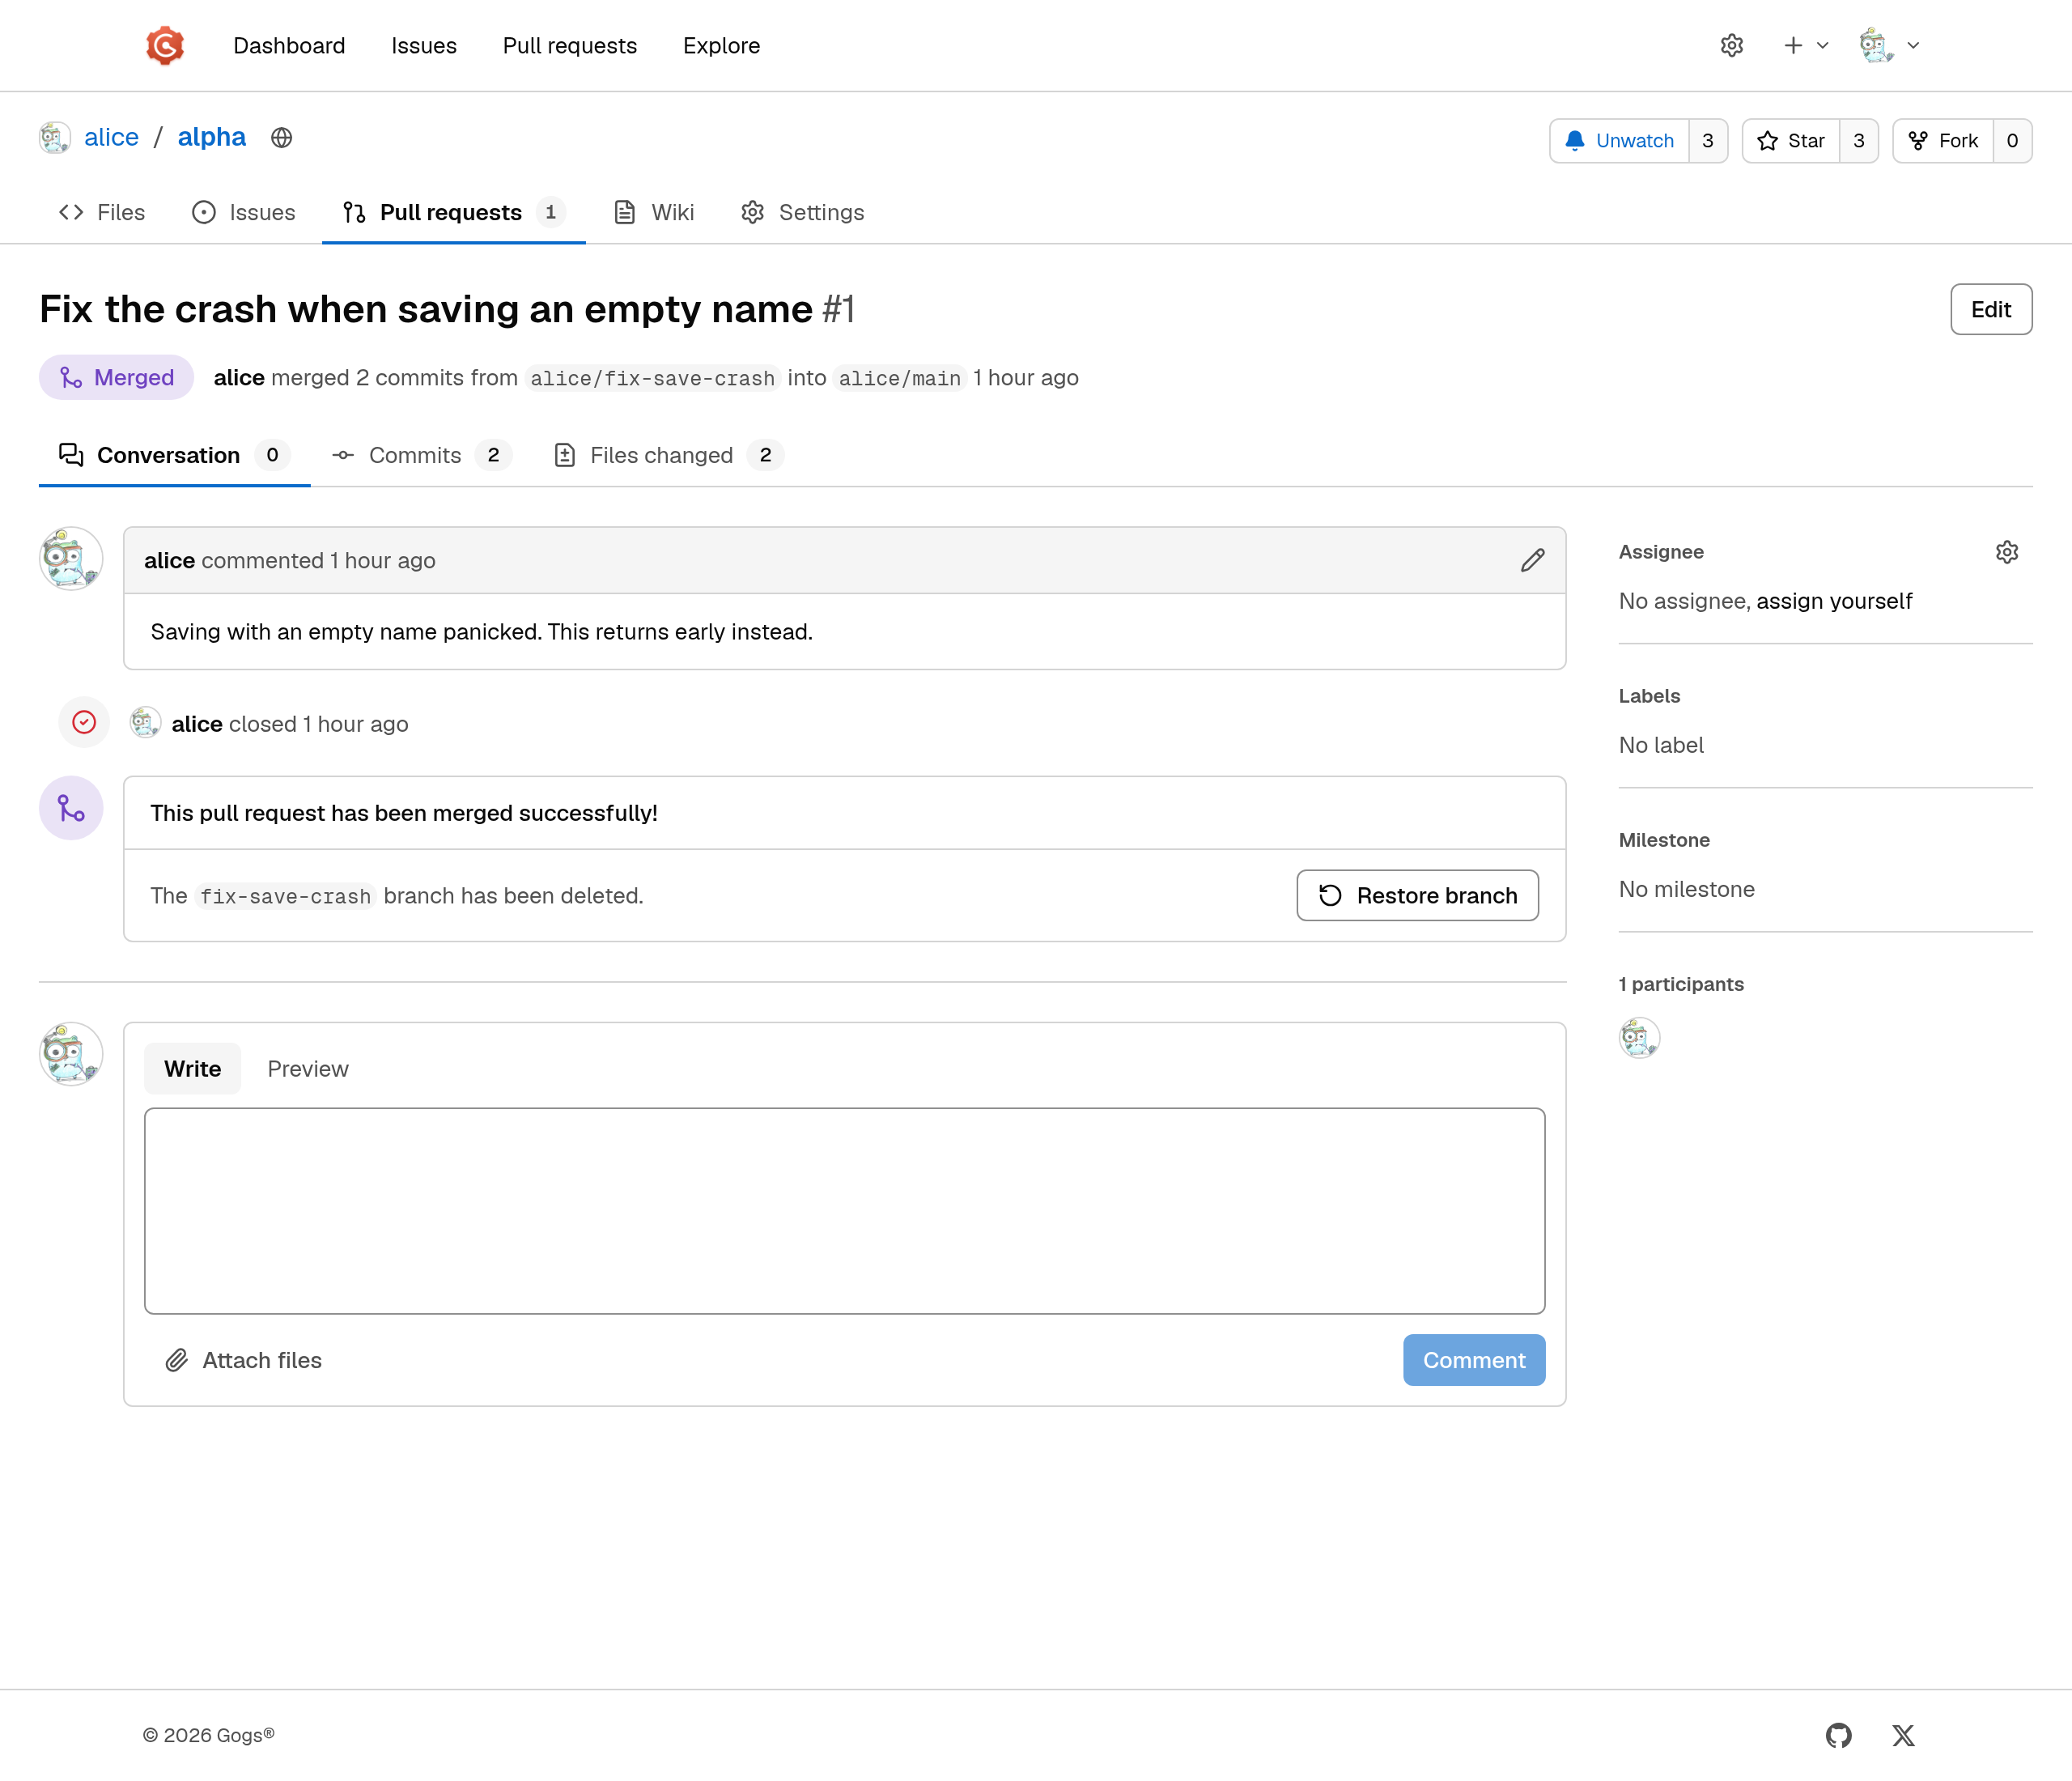 Dashboard Issues Pull requests Explore
alice / alpha
Unwatch 3 Star 3 Fork 0
Files Issues Pull requests 1 Wiki Settings
Fix the crash when saving an empty name #1
Edit
Merged alice merged 2 commits from alice/fix-save-crash into alice/main 1 hour ago
Conversation 0 Commits 2 Files changed 2
alice commented 1 hour ago
Saving with an empty name panicked. This returns early instead.
alice closed 1 hour ago
This pull request has been merged successfully!
The fix-save-crash branch has been deleted.
Restore branch
Assignee
No assignee, assign yourself
Labels
No label
Milestone
No milestone
1 participants
Write Preview
Attach files
Comment
© 2026 Gogs®